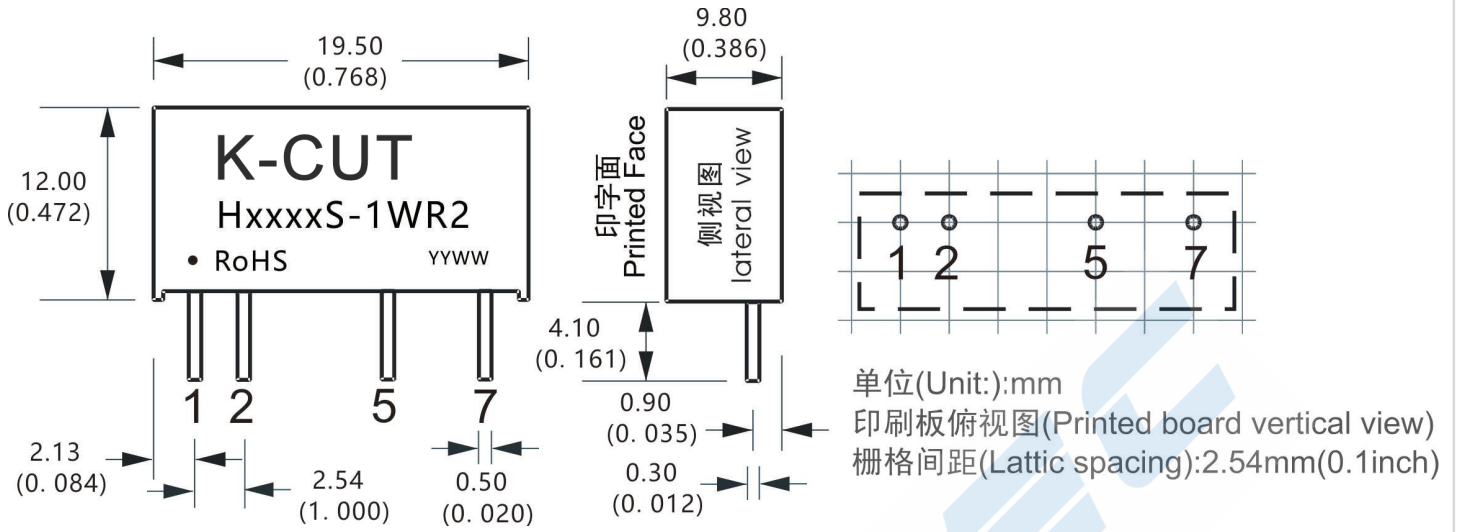 19.50
(0.768)
12.00
(0.472)
K-CUT
HxxxxS-1WR2
• RoHS YYWW
1 2 5 7
2.13
(0. 084)
2.54
(1. 000)
0.50
(0. 020)
9.80
(0.386)
印字面
Printed Face
侧视图
lateral view
4.10
(0. 161)
0.90
(0. 035)
0.30
(0. 012)
1 2 5 7
单位(Unit:):mm
印刷板俯视图(Printed board vertical view)
栅格间距(Lattic spacing):2.54mm(0.1inch)